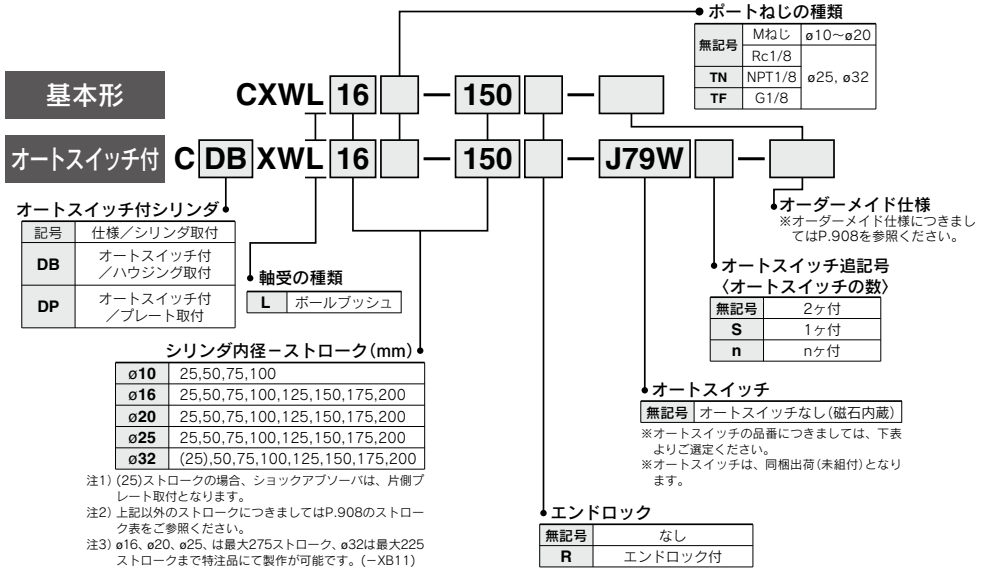 ポートねじの種類
無記号 Mねじ ø10～ø20
Rc1/8 ø25, ø32
TN NPT1/8
TF G1/8
基本形 CXWL 16 － 150 －
オートスイッチ付 C DB XWL 16 － 150 － J79W －
オートスイッチ付シリンダ
記号 仕様／シリンダ取付
DB オートスイッチ付
／ハウジング取付
DP オートスイッチ付
／プレート取付
軸受の種類
L ボールブッシュ
シリンダ内径－ストローク(mm)
ø10 25,50,75,100
ø16 25,50,75,100,125,150,175,200
ø20 25,50,75,100,125,150,175,200
ø25 25,50,75,100,125,150,175,200
ø32 (25),50,75,100,125,150,175,200
注1) (25)ストロークの場合、ショックアブソーバは、片側プ
レート取付となります。
注2) 上記以外のストロークにつきましてはP.908のストロー
ク表をご参照ください。
注3) ø16、ø20、ø25、は最大275ストローク、ø32は最大225
ストロークまで特注品にて製作が可能です。(－XB11)
オーダーメイド仕様
※オーダーメイド仕様につきまし
てはP.908を参照ください。
オートスイッチ追記号
〈オートスイッチの数〉
無記号 2ヶ付
S 1ヶ付
n nヶ付
オートスイッチ
無記号 オートスイッチなし(磁石内蔵)
※オートスイッチの品番につきましては、下表
よりご選定ください。
※オートスイッチは、同梱出荷(未組付)となり
ます。
エンドロック
無記号 なし
R エンドロック付